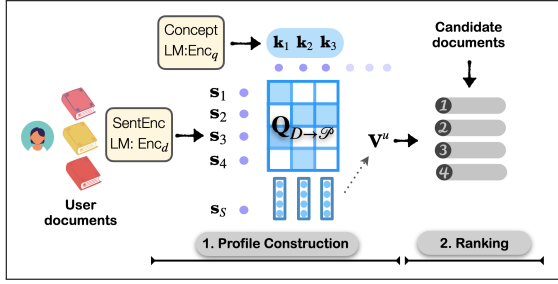 Concept
LM:Enc_q
k_1 k_2 k_3
Candidate
documents
s_1
s_2
s_3
s_4
s_S
SentEnc
LM: Enc_d
Q_{D→𝒫}
v^u
1
2
3
4
User
documents
1. Profile Construction
2. Ranking